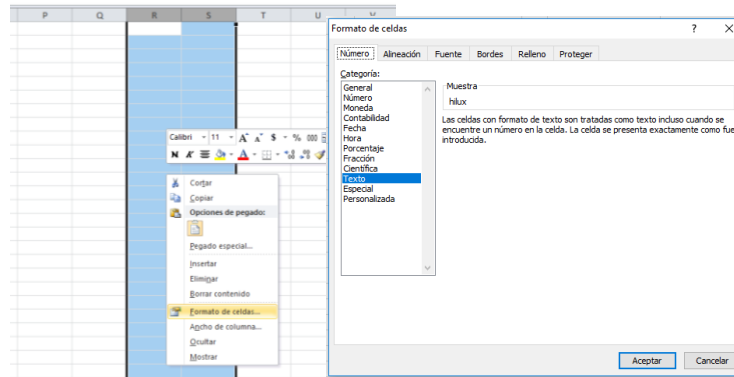 P Q R S T U
Calibri 11 A A $ % 000
N K A
Cortar
Copiar
Opciones de pegado:
Pegado especial...
Insertar
Eliminar
Borrar contenido
Formato de celdas...
Ancho de columna...
Ocultar
Mostrar
Formato de celdas ? X
Número Alineación Fuente Bordes Relleno Proteger
Categoría:
General
Número
Moneda
Contabilidad
Fecha
Hora
Porcentaje
Fracción
Científica
Texto
Especial
Personalizada
Muestra
hilux
Las celdas con formato de texto son tratadas como texto incluso cuando se
encuentre un número en la celda. La celda se presenta exactamente como fue
introducida.
Aceptar Cancelar